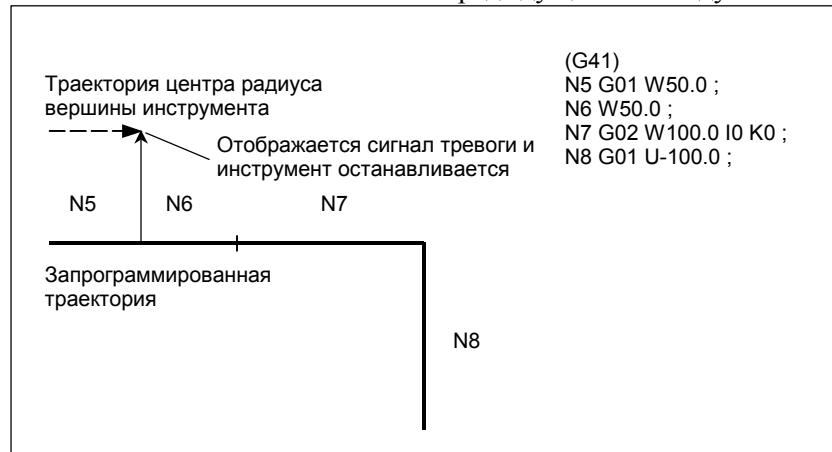 Траектория центра радиуса
вершины инструмента
Отображается сигнал тревоги и
инструмент останавливается
N5
N6
N7
Запрограммированная
траектория
N8
(G41)
N5 G01 W50.0 ;
N6 W50.0 ;
N7 G02 W100.0 I0 K0 ;
N8 G01 U-100.0 ;